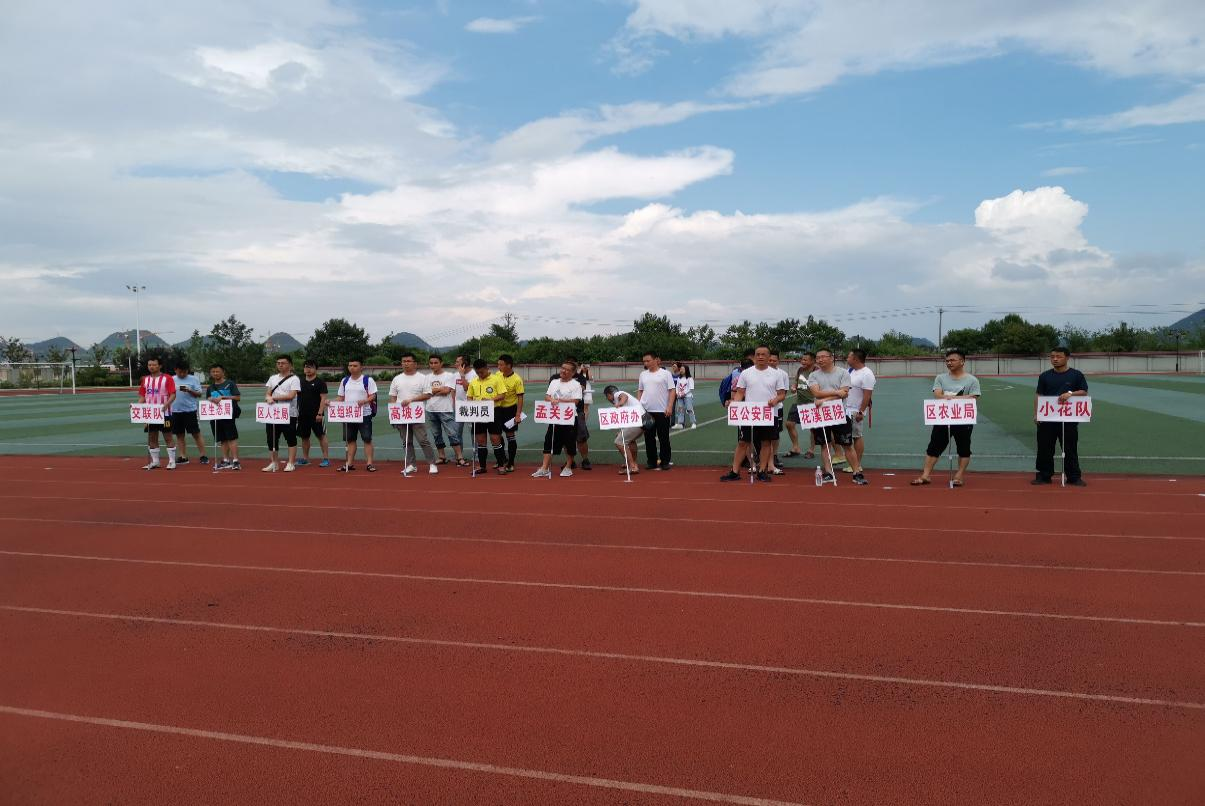 交联队
区生态局
区人社局
区组织部
高坡乡
裁判员
孟关乡
区政府办
区公安局
花溪医院
区农业局
小花队